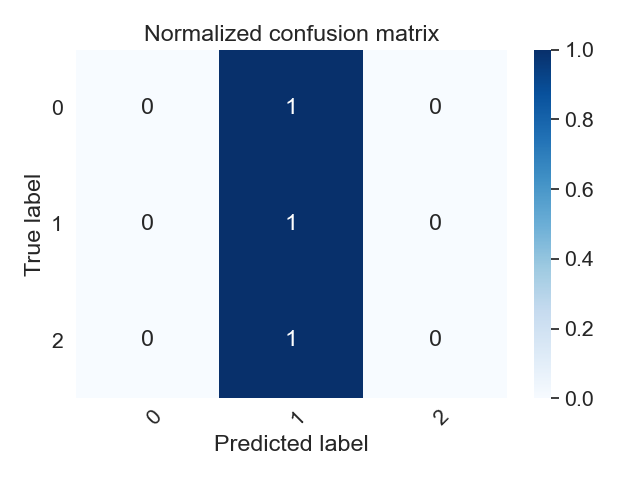 Normalized confusion matrix
True label
0
0 1 0
1
0 1 0
2
0 1 0
0 1 2
Predicted label
1.0
0.8
0.6
0.4
0.2
0.0